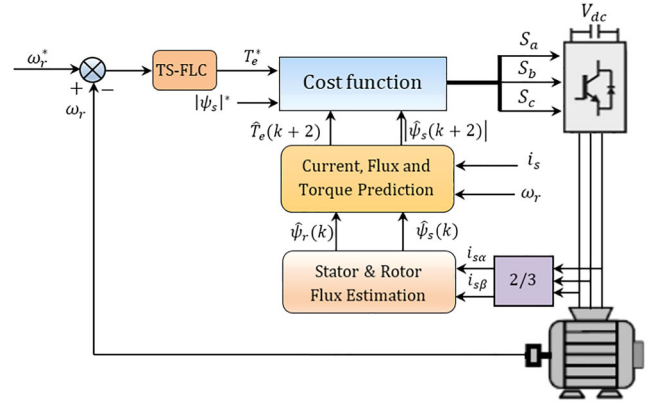 V_dc
ω_r^*
TS-FLC
T_e^*
Cost function
S_a
S_b
S_c
+
−
ω_r
|ψ_s|^*
T̂_e(k + 2)
|ψ̂_s(k + 2)|
Current, Flux and
Torque Prediction
i_s
ω_r
ψ̂_r(k)
ψ̂_s(k)
Stator & Rotor
Flux Estimation
i_sα
i_sβ
2/3